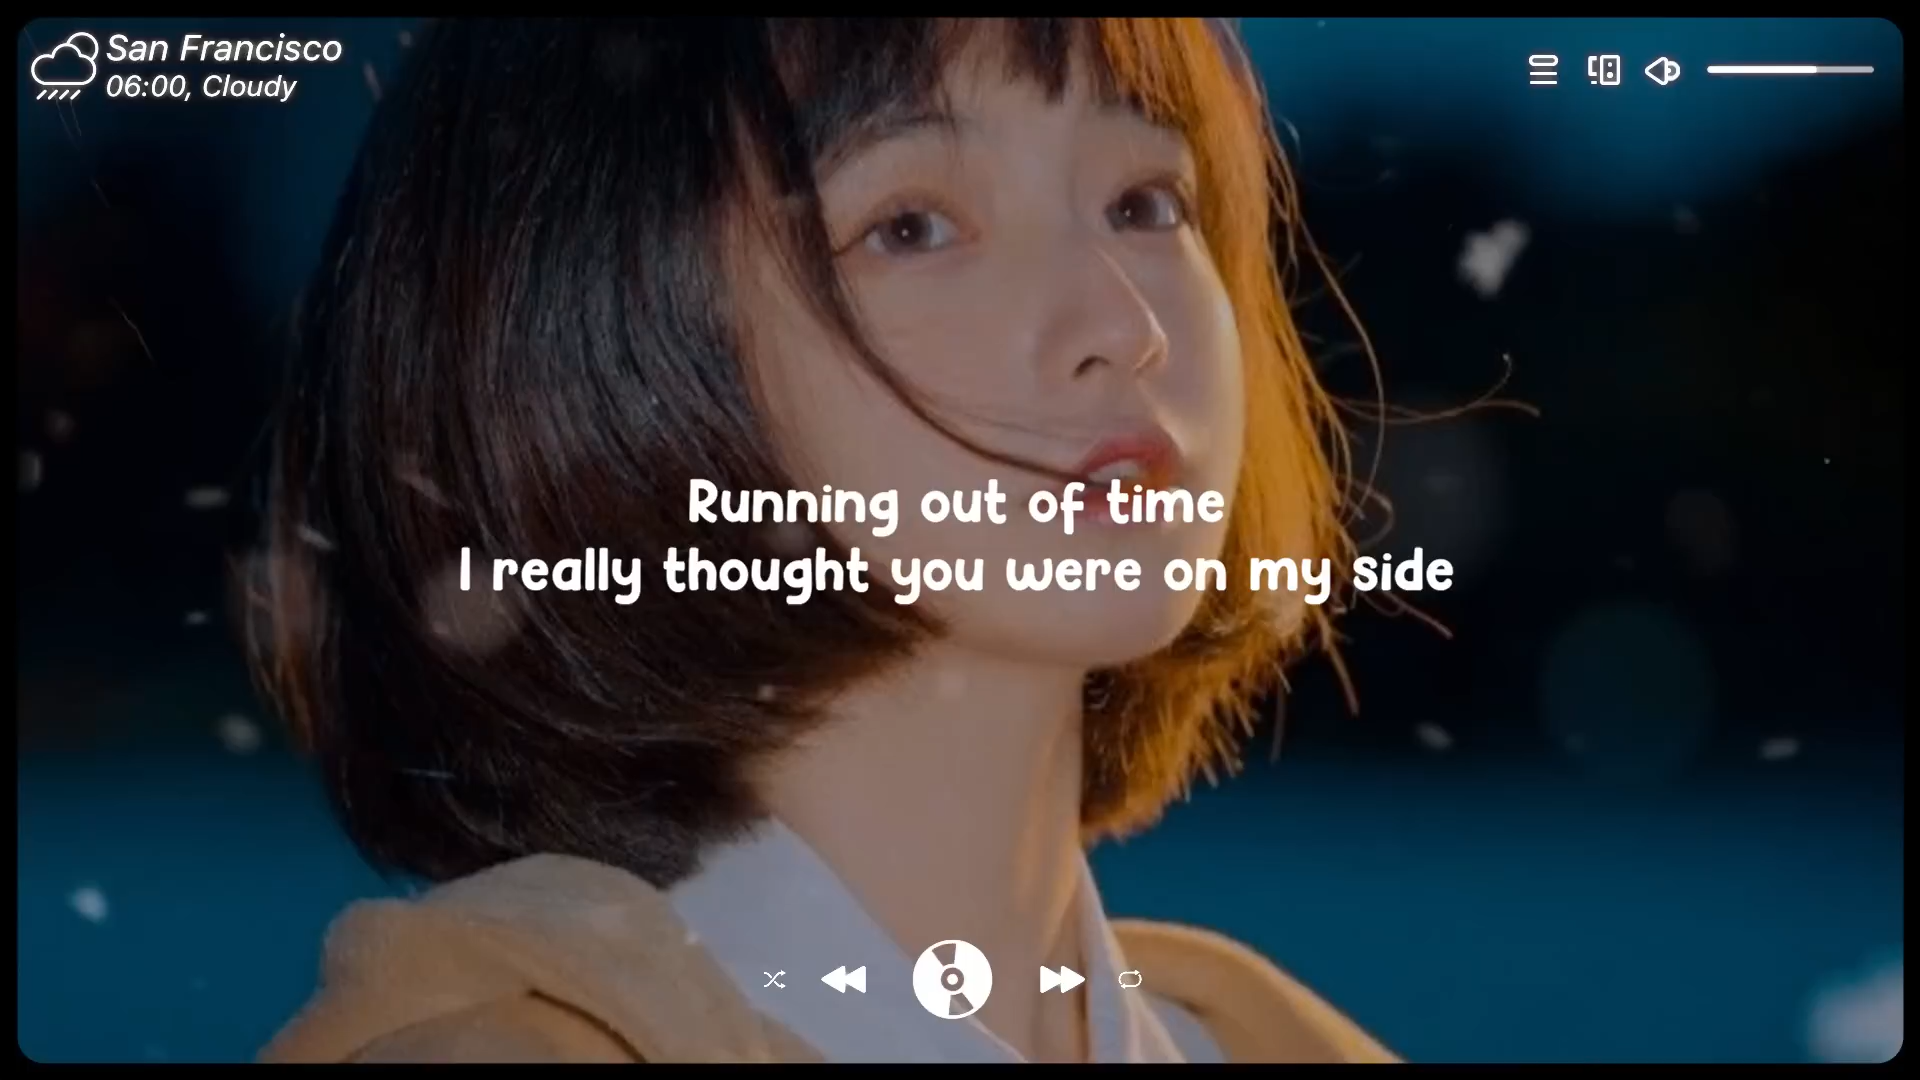 San Francisco
06:00, Cloudy
Running out of time
I really thought you were on my side